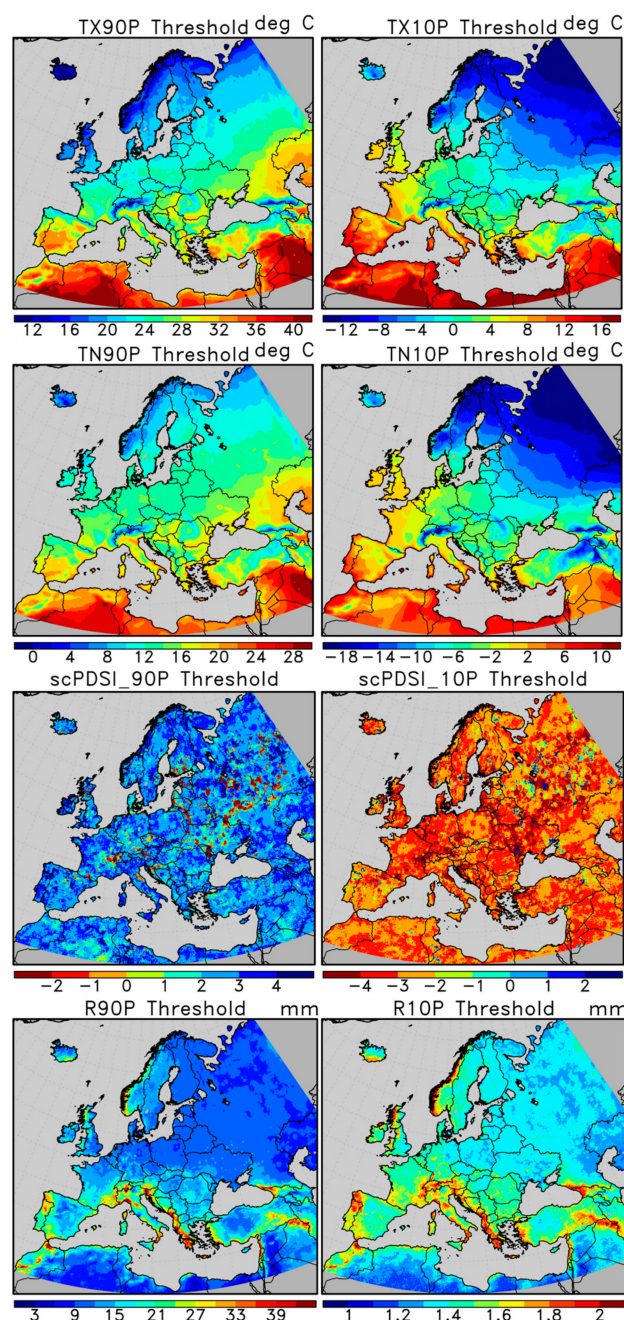 TX90P Threshold deg C
TX10P Threshold deg C
12 16 20 24 28 32 36 40
-12 -8 -4 0 4 8 12 16
TN90P Threshold deg C
TN10P Threshold deg C
0 4 8 12 16 20 24 28
-18 -14 -10 -6 -2 2 6 10
scPDSI_90P Threshold
scPDSI_10P Threshold
-2 -1 0 1 2 3 4
-4 -3 -2 -1 0 1 2
R90P Threshold mm
R10P Threshold mm
3 9 15 21 27 33 39
1 1.2 1.4 1.6 1.8 2